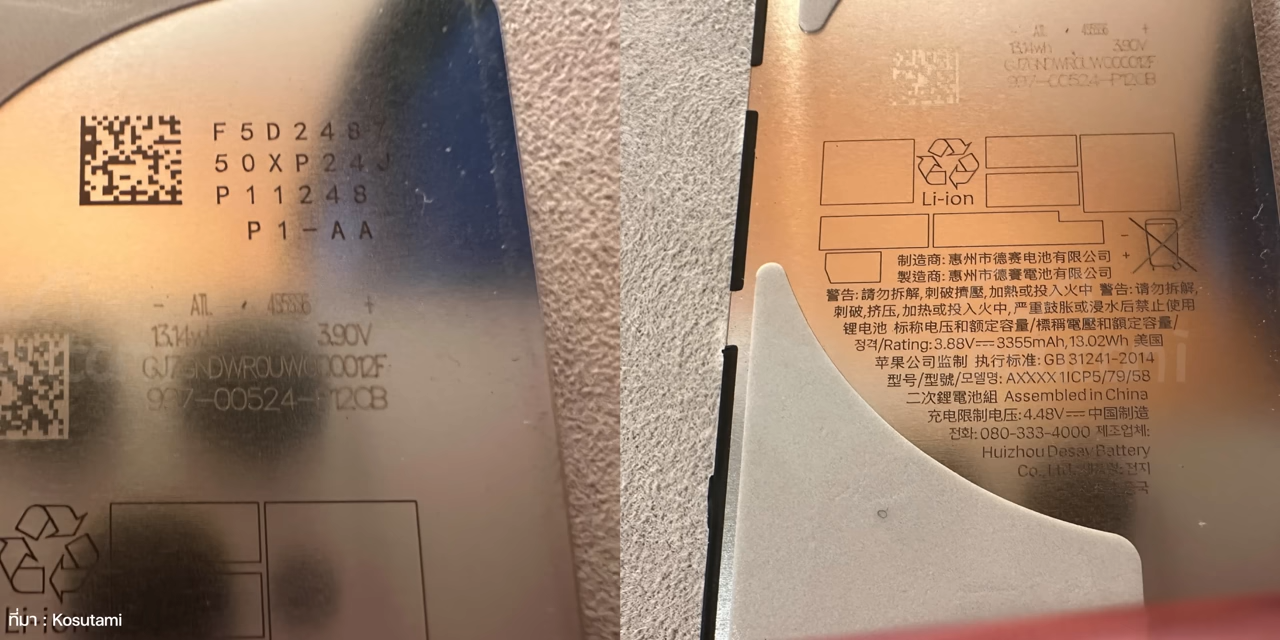 F5D2487
50XP24J
P11248
P1-AA
- ATL 495836 +
13.14wh 3.90V
997-00524- P12CB
ที่มา : Kosutami
- ATL 495836 +
13.14wh 3.90V
997-00524-P12CB
Li-ion
制造商: 惠州市德赛电池有限公司
製造商: 惠州市德賽電池有限公司
警告: 請勿拆解, 刺破擠壓, 加熱或投入火中 警告: 请勿拆解,
刺破, 挤压, 加热或投入火中, 严重鼓胀或浸水后禁止使用
锂电池 标称电压和额定容量/標稱電壓和額定容量/
정격/Rating: 3.88V⎓3355mAh, 13.02Wh 美国
苹果公司监制 执行标准: GB 31241-2014
型号/型號/모델명: AXXXX 1ICP5/79/58
二次鋰電池組 Assembled in China
充电限制电压: 4.48V⎓ 中国制造
전화: 080-333-4000 제조업체:
Huizhou Desay Battery
Co., 전지